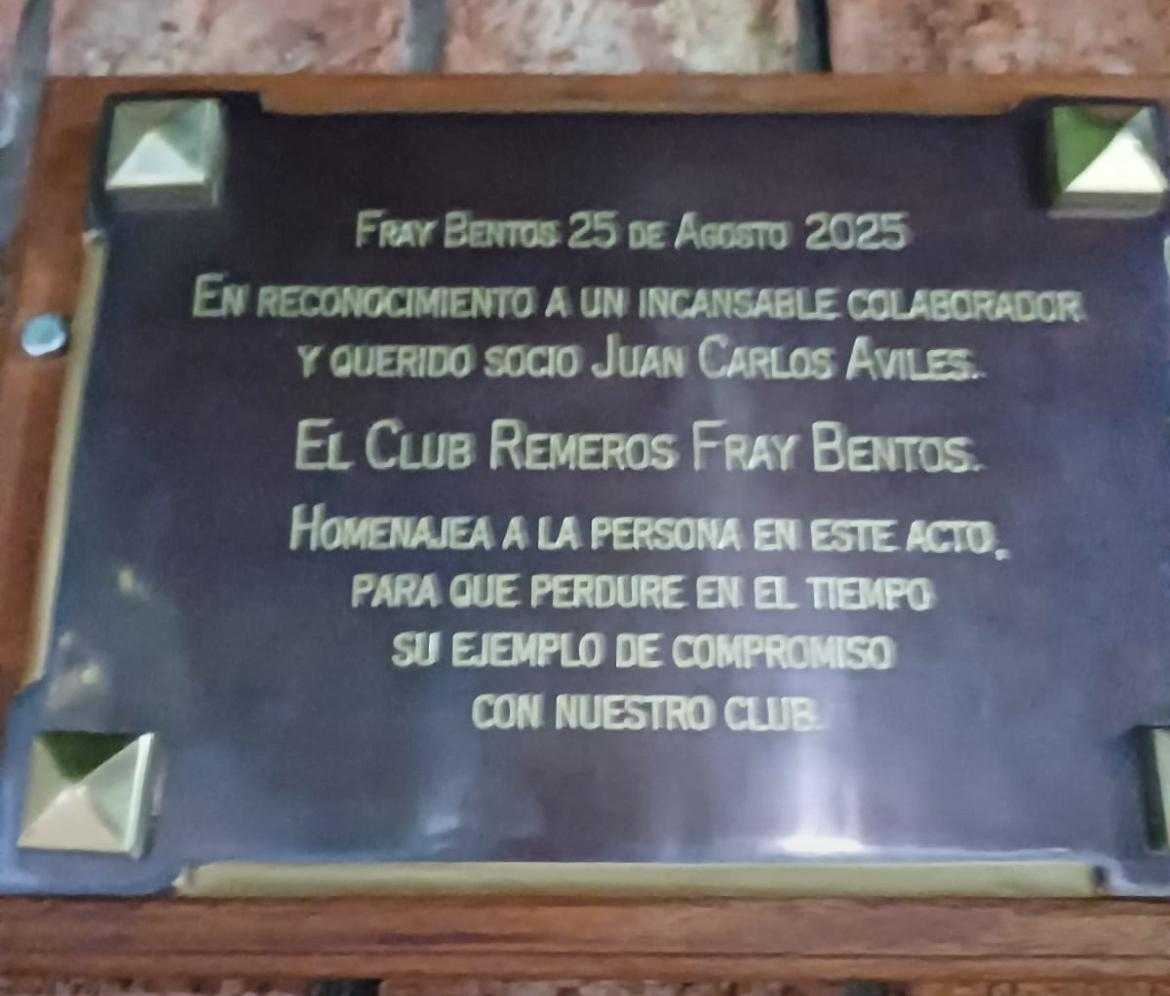 Fray Bentos 25 de Agosto 2025
En reconocimiento a un incansable colaborador
y querido socio Juan Carlos Aviles.
El Club Remeros Fray Bentos.
Homenajea a la persona en este acto,
para que perdure en el tiempo
su ejemplo de compromiso
con nuestro club.